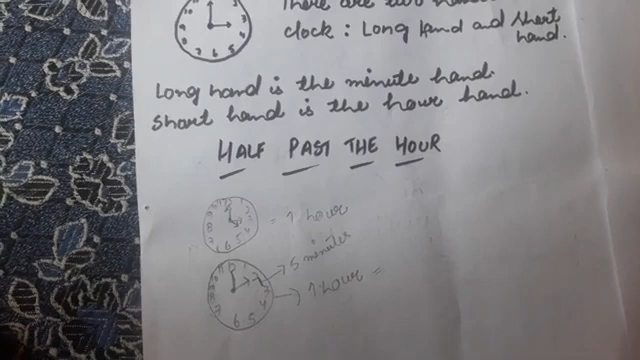 There are two
clock : Long Hand and Short
hand.
Long hand is the minute hand.
Short hand is the hour hand.
HALF PAST THE HOUR
= 1 hour
5 minutes
1 hour =